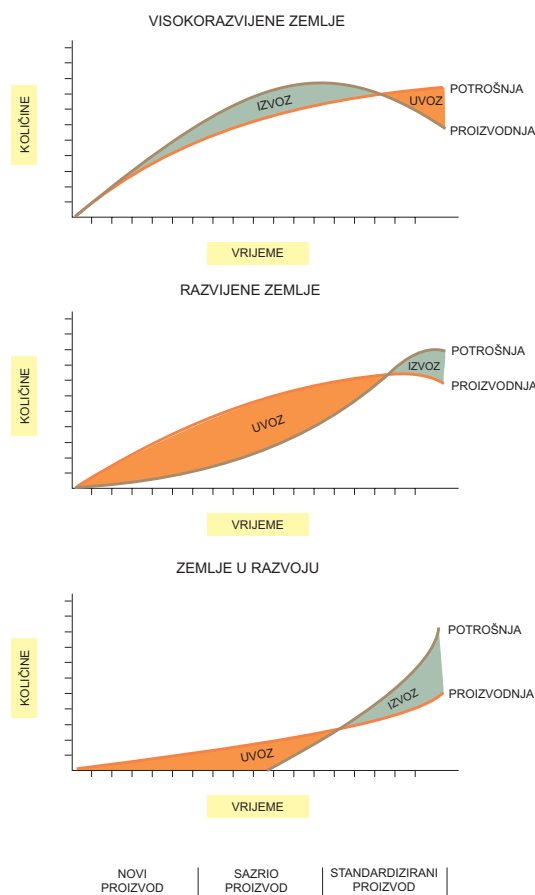 VISOKORAZVIJENE ZEMLJE
KOLIČINE
IZVOZ
UVOZ
POTROŠNJA
PROIZVODNJA
VRIJEME
RAZVIJENE ZEMLJE
KOLIČINE
UVOZ
IZVOZ
POTROŠNJA
PROIZVODNJA
VRIJEME
ZEMLJE U RAZVOJU
KOLIČINE
UVOZ
IZVOZ
POTROŠNJA
PROIZVODNJA
VRIJEME
NOVI
PROIZVOD
SAZRIO
PROIZVOD
STANDARDIZIRANI
PROIZVOD